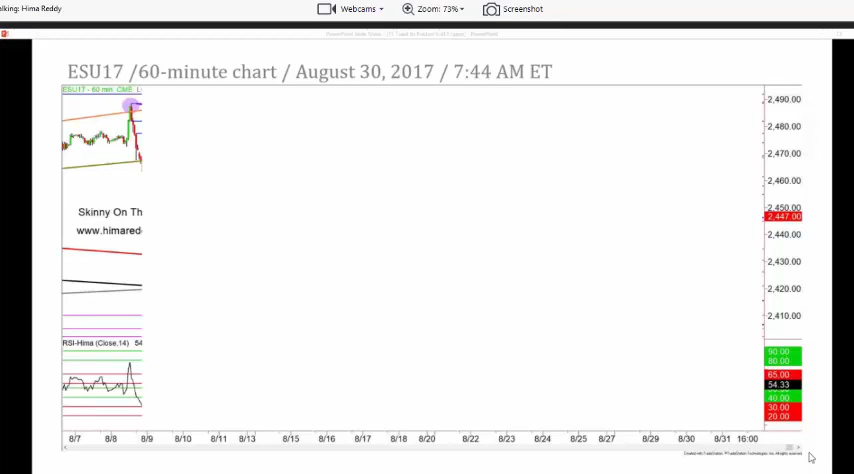 alking: Hima Reddy
Webcams
Zoom: 73%
Screenshot
ESU17 /60-minute chart / August 30, 2017 / 7:44 AM ET
ESU17 - 60 min CME L
2,490.00
2,480.00
2,470.00
2,460.00
2,450.00
2,447.00
2,440.00
2,430.00
2,420.00
2,410.00
Skinny On Th
www.himared
RSI-Hima (Close,14) 54
90.00
80.00
65.00
54.33
40.00
30.00
20.00
8/7 8/8 8/9 8/10 8/11 8/13 8/15 8/16 8/17 8/18 8/20 8/22 8/23 8/24 8/25 8/27 8/29 8/30 8/31 16:00